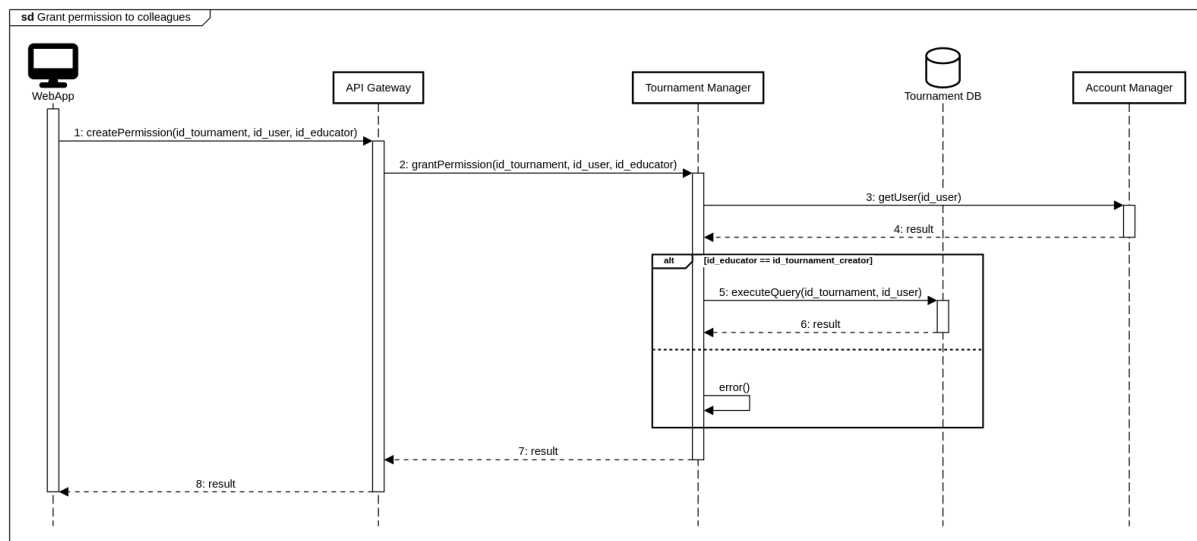 sd Grant permission to colleagues
WebApp
API Gateway
Tournament Manager
Tournament DB
Account Manager
1: createPermission(id_tournament, id_user, id_educator)
2: grantPermission(id_tournament, id_user, id_educator)
3: getUser(id_user)
4: result
alt
[id_educator == id_tournament_creator]
5: executeQuery(id_tournament, id_user)
6: result
error()
7: result
8: result